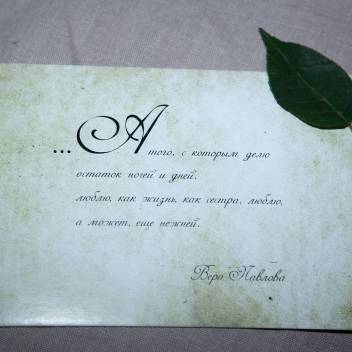 ...А того, с которым делю
остаток ночей и дней,
люблю, как жизнь, как сестра, люблю,
а может, еще нежней.
Вера Павлова